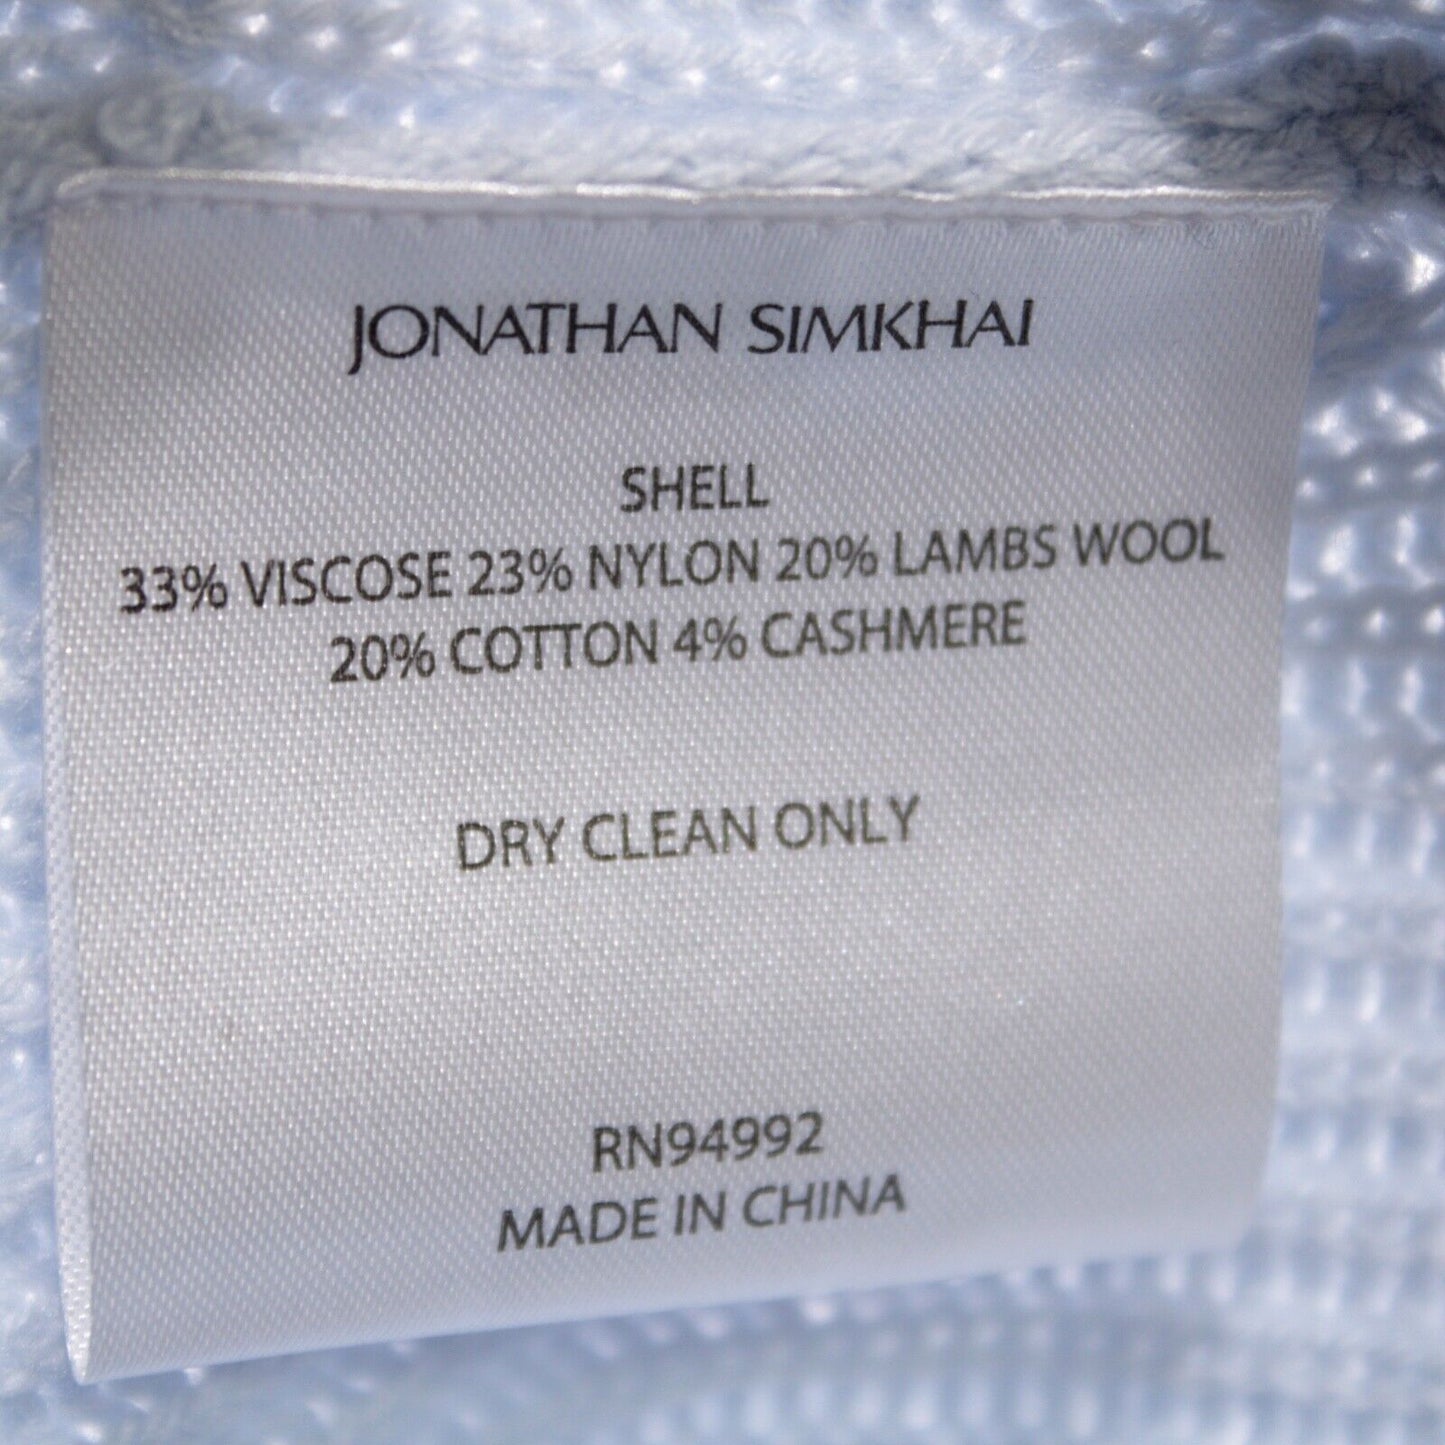 JONATHAN SIMKHAI
SHELL
33% VISCOSE 23% NYLON 20% LAMBS WOOL
20% COTTON 4% CASHMERE
DRY CLEAN ONLY
RN94992
MADE IN CHINA